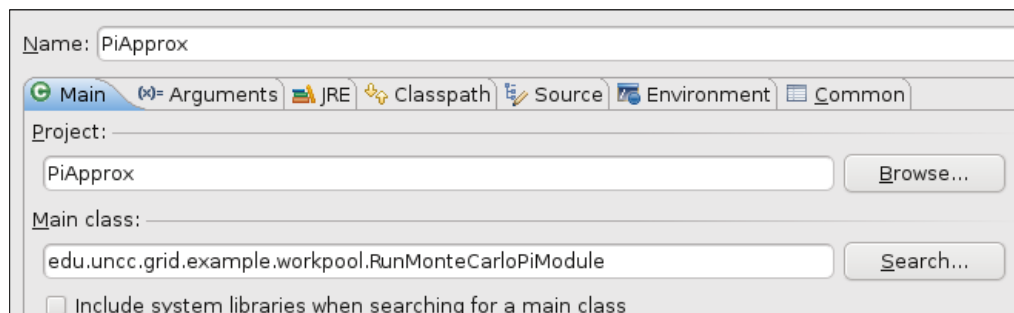 Name: PiApprox
Main (x)= Arguments JRE Classpath Source Environment Common
Project:
PiApprox Browse...
Main class:
edu.uncc.grid.example.workpool.RunMonteCarloPiModule Search...
Include system libraries when searching for a main class